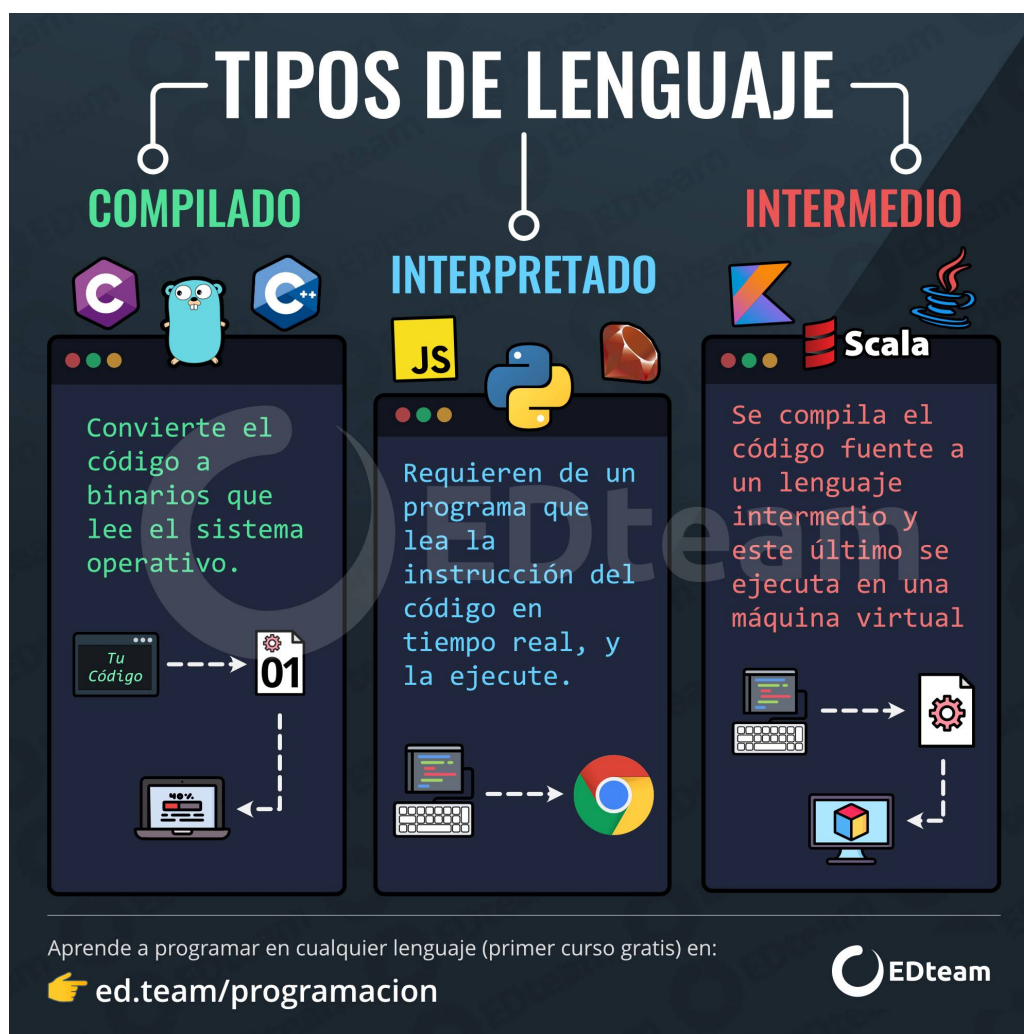 TIPOS DE LENGUAJE
COMPILADO
C
C++
Convierte el
código a
binarios que
lee el sistema
operativo.
Tu
Código
01
40%
INTERPRETADO
JS
Requieren de un
programa que
lea la
instrucción del
código en
tiempo real, y
la ejecute.
INTERMEDIO
Scala
Se compila el
código fuente a
un lenguaje
intermedio y
este último se
ejecuta en una
máquina virtual
EDteam
Aprende a programar en cualquier lenguaje (primer curso gratis) en:
ed.team/programacion
EDteam